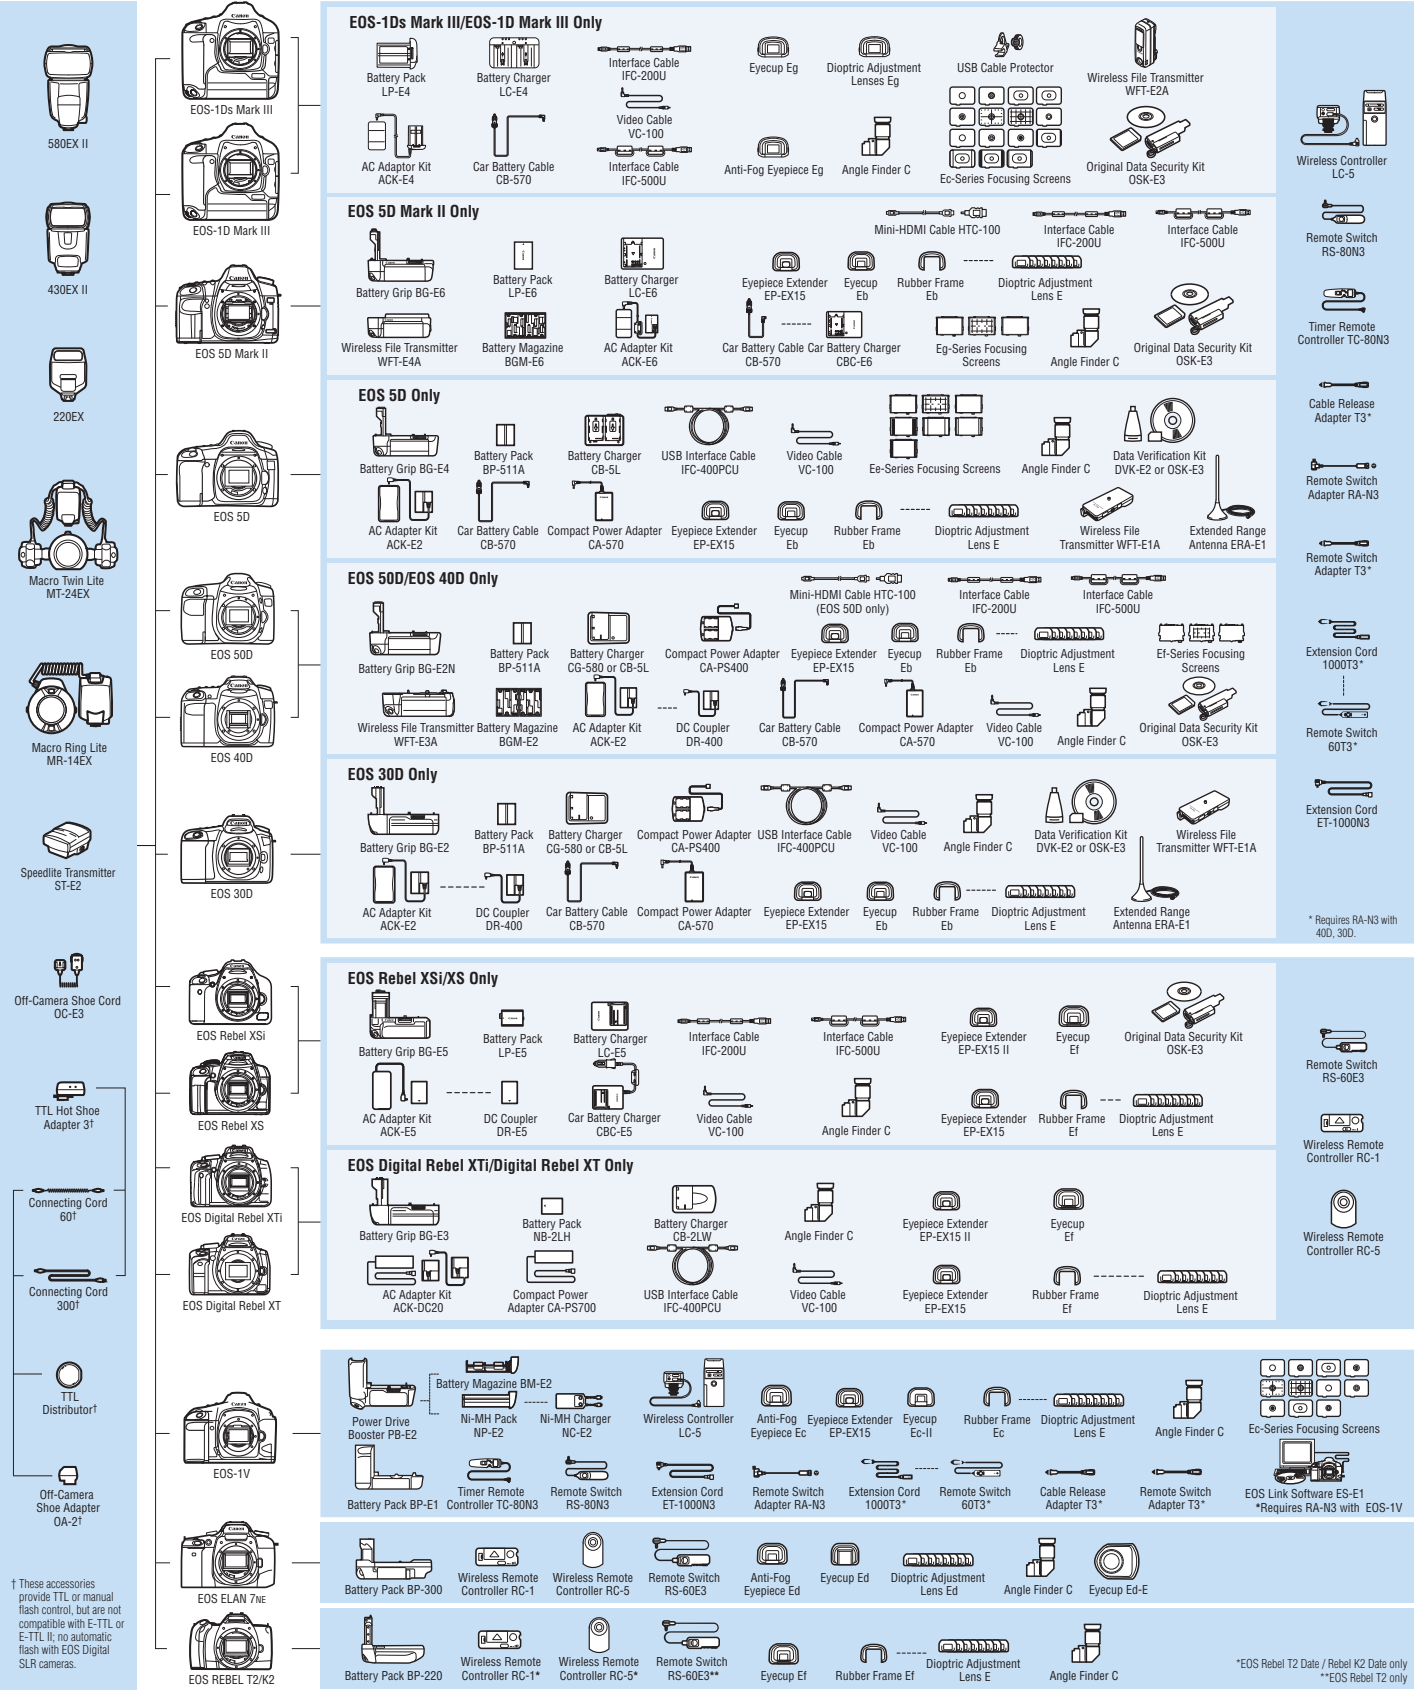 580EX II
430EX II
220EX
Macro Twin Lite
MT-24EX
Macro Ring Lite
MR-14EX
Speedlite Transmitter
ST-E2
Off-Camera Shoe Cord
OC-E3
TTL Hot Shoe
Adapter 3†
Connecting Cord
60†
Connecting Cord
300†
TTL
Distributor†
Off-Camera
Shoe Adapter
OA-2†
† These accessories
provide TTL or manual
flash control, but are not
compatible with E-TTL or
E-TTL II; no automatic
flash with EOS Digital
SLR cameras.
EOS-1Ds Mark III
EOS-1D Mark III
EOS 5D Mark II
EOS 5D
EOS 50D
EOS 40D
EOS 30D
EOS Rebel XSi
EOS Rebel XS
EOS Digital Rebel XTi
EOS Digital Rebel XT
EOS-1V
EOS ELAN 7NE
EOS REBEL T2/K2
EOS-1Ds Mark III/EOS-1D Mark III Only
Battery Pack
LP-E4
Battery Charger
LC-E4
Interface Cable
IFC-200U
Video Cable
VC-100
Eyecup Eg
Dioptric Adjustment
Lenses Eg
USB Cable Protector
Wireless File Transmitter
WFT-E2A
AC Adaptor Kit
ACK-E4
Car Battery Cable
CB-570
Interface Cable
IFC-500U
Anti-Fog Eyepiece Eg
Angle Finder C
Ec-Series Focusing Screens
Original Data Security Kit
OSK-E3
EOS 5D Mark II Only
Mini-HDMI Cable HTC-100
Interface Cable
IFC-200U
Interface Cable
IFC-500U
Battery Grip BG-E6
Battery Pack
LP-E6
Battery Charger
LC-E6
Eyepiece Extender
EP-EX15
Eyecup
Eb
Rubber Frame
Eb
Dioptric Adjustment
Lens E
Wireless File Transmitter
WFT-E4A
Battery Magazine
BGM-E6
AC Adapter Kit
ACK-E6
Car Battery Cable
CB-570
Car Battery Charger
CBC-E6
Eg-Series Focusing
Screens
Angle Finder C
Original Data Security Kit
OSK-E3
EOS 5D Only
Battery Grip BG-E4
Battery Pack
BP-511A
Battery Charger
CB-5L
USB Interface Cable
IFC-400PCU
Video Cable
VC-100
Ee-Series Focusing Screens
Angle Finder C
Data Verification Kit
DVK-E2 or OSK-E3
AC Adapter Kit
ACK-E2
Car Battery Cable
CB-570
Compact Power Adapter
CA-570
Eyepiece Extender
EP-EX15
Eyecup
Eb
Rubber Frame
Eb
Dioptric Adjustment
Lens E
Wireless File
Transmitter WFT-E1A
Extended Range
Antenna ERA-E1
EOS 50D/EOS 40D Only
Mini-HDMI Cable HTC-100
(EOS 50D only)
Interface Cable
IFC-200U
Interface Cable
IFC-500U
Battery Grip BG-E2N
Battery Pack
BP-511A
Battery Charger
CG-580 or CB-5L
Compact Power Adapter
CA-PS400
Eyepiece Extender
EP-EX15
Eyecup
Eb
Rubber Frame
Eb
Dioptric Adjustment
Lens E
Ef-Series Focusing
Screens
Wireless File Transmitter
WFT-E3A
Battery Magazine
BGM-E2
AC Adapter Kit
ACK-E2
DC Coupler
DR-400
Car Battery Cable
CB-570
Compact Power Adapter
CA-570
Video Cable
VC-100
Angle Finder C
Original Data Security Kit
OSK-E3
EOS 30D Only
Battery Grip BG-E2
Battery Pack
BP-511A
Battery Charger
CG-580 or CB-5L
Compact Power Adapter
CA-PS400
USB Interface Cable
IFC-400PCU
Video Cable
VC-100
Angle Finder C
Data Verification Kit
DVK-E2 or OSK-E3
Wireless File
Transmitter WFT-E1A
AC Adapter Kit
ACK-E2
DC Coupler
DR-400
Car Battery Cable
CB-570
Compact Power Adapter
CA-570
Eyepiece Extender
EP-EX15
Eyecup
Eb
Rubber Frame
Eb
Dioptric Adjustment
Lens E
Extended Range
Antenna ERA-E1
Wireless Controller
LC-5
Remote Switch
RS-80N3
Timer Remote
Controller TC-80N3
Cable Release
Adapter T3*
Remote Switch
Adapter RA-N3
Remote Switch
Adapter T3*
Extension Cord
1000T3*
Remote Switch
60T3*
Extension Cord
ET-1000N3
* Requires RA-N3 with
40D, 30D.
EOS Rebel XSi/XS Only
Battery Grip BG-E5
Battery Pack
LP-E5
Battery Charger
LC-E5
Interface Cable
IFC-200U
Interface Cable
IFC-500U
Eyepiece Extender
EP-EX15 II
Eyecup
Ef
Original Data Security Kit
OSK-E3
AC Adapter Kit
ACK-E5
DC Coupler
DR-E5
Car Battery Charger
CBC-E5
Video Cable
VC-100
Angle Finder C
Eyepiece Extender
EP-EX15
Rubber Frame
Ef
Dioptric Adjustment
Lens E
EOS Digital Rebel XTi/Digital Rebel XT Only
Battery Grip BG-E3
Battery Pack
NB-2LH
Battery Charger
CB-2LW
Angle Finder C
Eyepiece Extender
EP-EX15 II
Eyecup
Ef
AC Adapter Kit
ACK-DC20
Compact Power
Adapter CA-PS700
USB Interface Cable
IFC-400PCU
Video Cable
VC-100
Eyepiece Extender
EP-EX15
Rubber Frame
Ef
Dioptric Adjustment
Lens E
Remote Switch
RS-60E3
Wireless Remote
Controller RC-1
Wireless Remote
Controller RC-5
Power Drive
Booster PB-E2
Battery Magazine BM-E2
Ni-MH Pack
NP-E2
Ni-MH Charger
NC-E2
Wireless Controller
LC-5
Anti-Fog
Eyepiece Ec
Eyepiece Extender
EP-EX15
Eyecup
Ec-II
Rubber Frame
Ec
Dioptric Adjustment
Lens E
Angle Finder C
Ec-Series Focusing Screens
Battery Pack BP-E1
Timer Remote
Controller TC-80N3
Remote Switch
RS-80N3
Extension Cord
ET-1000N3
Remote Switch
Adapter RA-N3
Extension Cord
1000T3*
Remote Switch
60T3*
Cable Release
Adapter T3*
Remote Switch
Adapter T3*
EOS Link Software ES-E1
*Requires RA-N3 with EOS-1V
Battery Pack BP-300
Wireless Remote
Controller RC-1
Wireless Remote
Controller RC-5
Remote Switch
RS-60E3
Anti-Fog
Eyepiece Ed
Eyecup Ed
Dioptric Adjustment
Lens Ed
Angle Finder C
Eyecup Ed-E
Battery Pack BP-220
Wireless Remote
Controller RC-1*
Wireless Remote
Controller RC-5*
Remote Switch
RS-60E3**
Eyecup Ef
Rubber Frame Ef
Dioptric Adjustment
Lens E
Angle Finder C
*EOS Rebel T2 Date / Rebel K2 Date only
**EOS Rebel T2 only